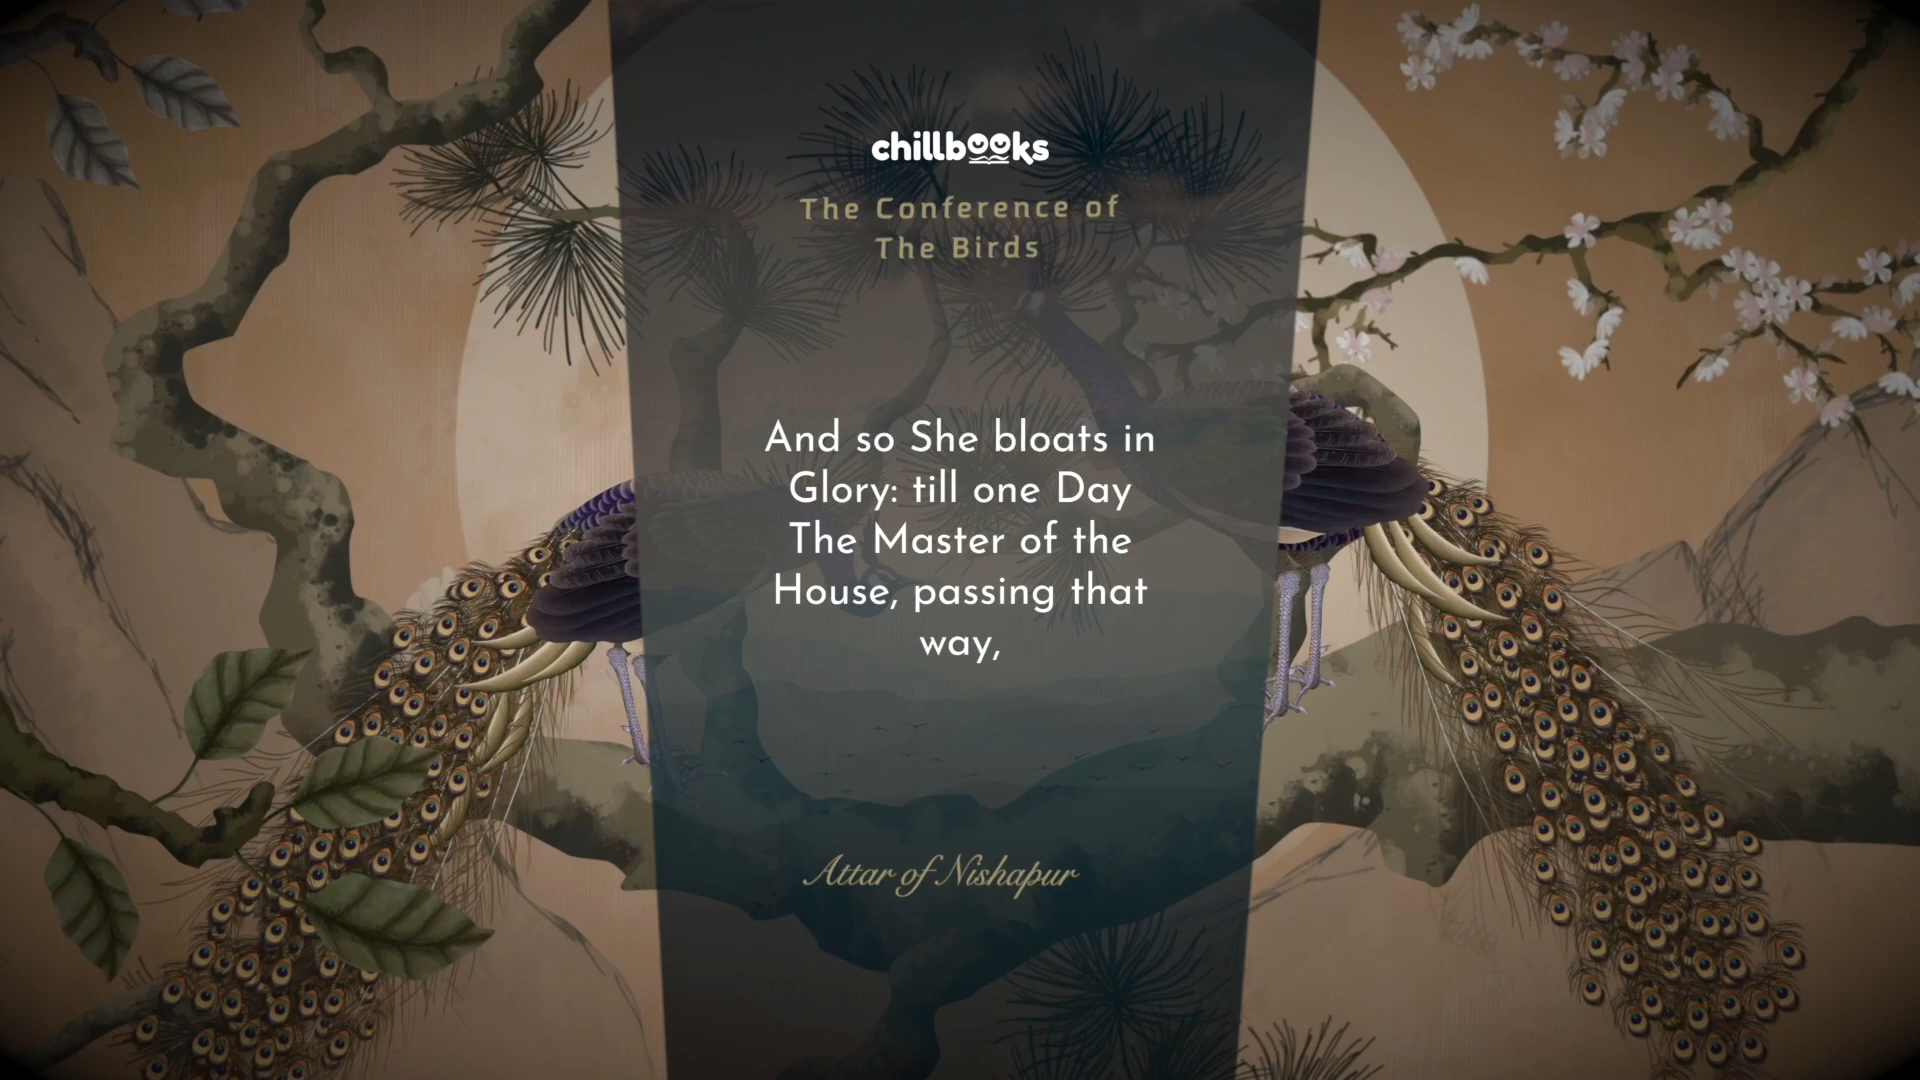 chillbooks
The Conference of
The Birds
And so She bloats in
Glory: till one Day
The Master of the
House, passing that
way,
Attar of Nishapur